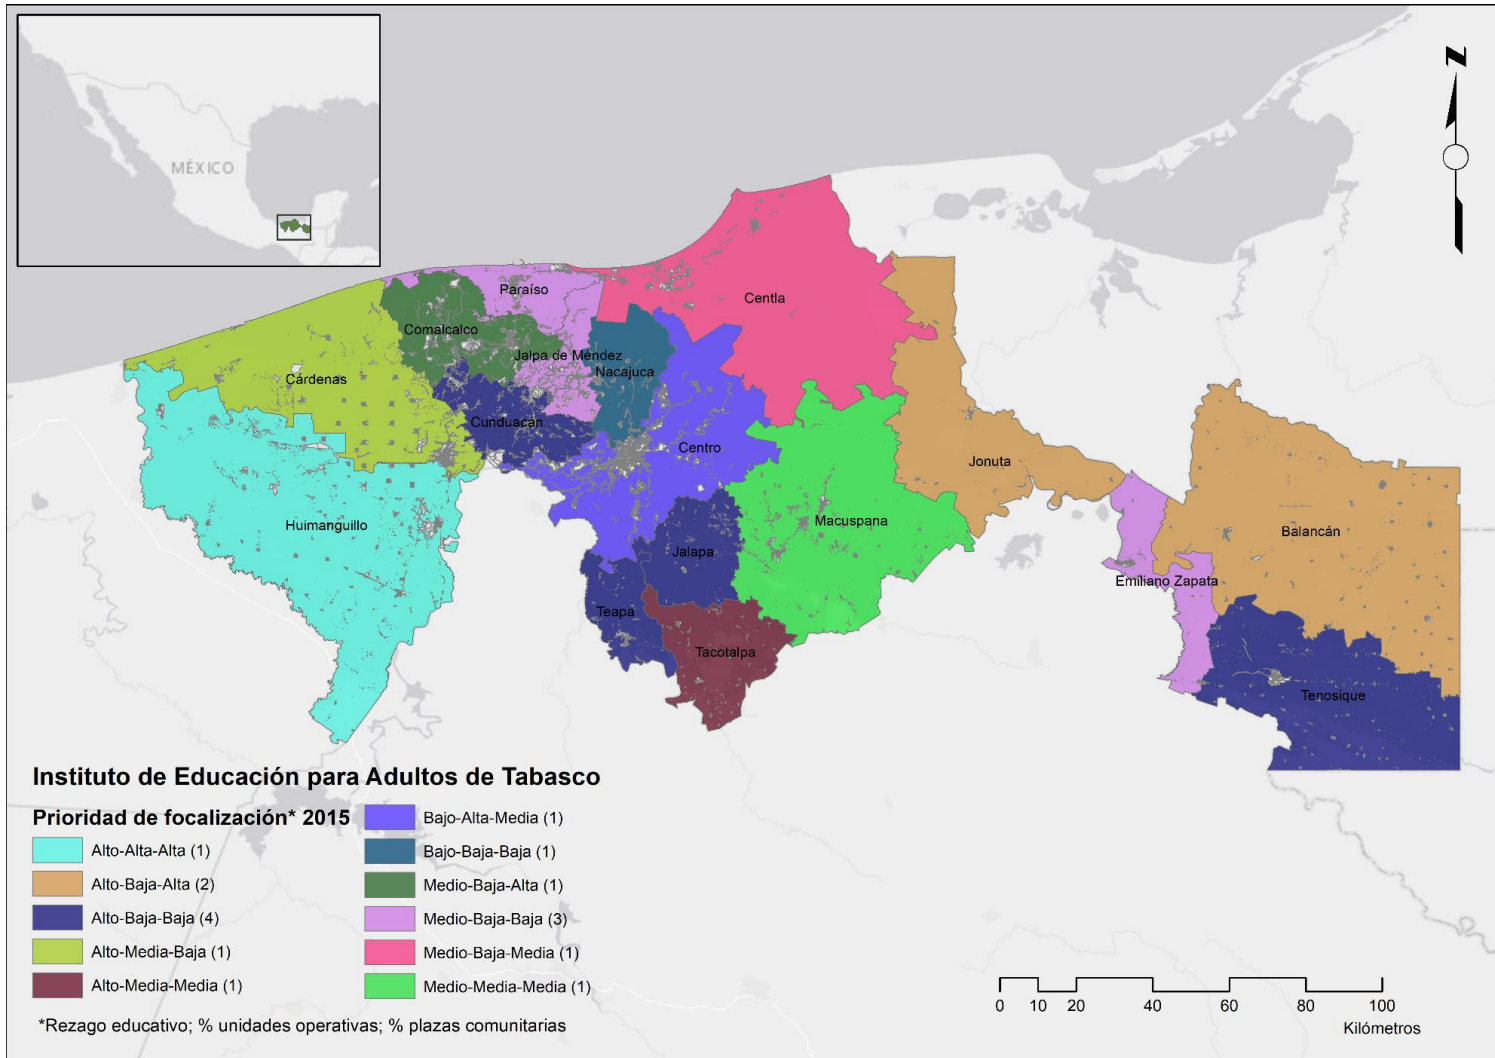 MÉXICO
N
Paraíso
Centla
Comalcalco
Jalpa de Méndez
Nacajuca
Cárdenas
Cunduacán
Centro
Jonuta
Macuspana
Huimanguillo
Balancán
Jalapa
Emiliano Zapata
Teapa
Tacotalpa
Tenosique
Instituto de Educación para Adultos de Tabasco
Prioridad de focalización* 2015
Alto-Alta-Alta (1)
Alto-Baja-Alta (2)
Alto-Baja-Baja (4)
Alto-Media-Baja (1)
Alto-Media-Media (1)
Bajo-Alta-Media (1)
Bajo-Baja-Baja (1)
Medio-Baja-Alta (1)
Medio-Baja-Baja (3)
Medio-Baja-Media (1)
Medio-Media-Media (1)
*Rezago educativo; % unidades operativas; % plazas comunitarias
0 10 20 40 60 80 100
Kilómetros